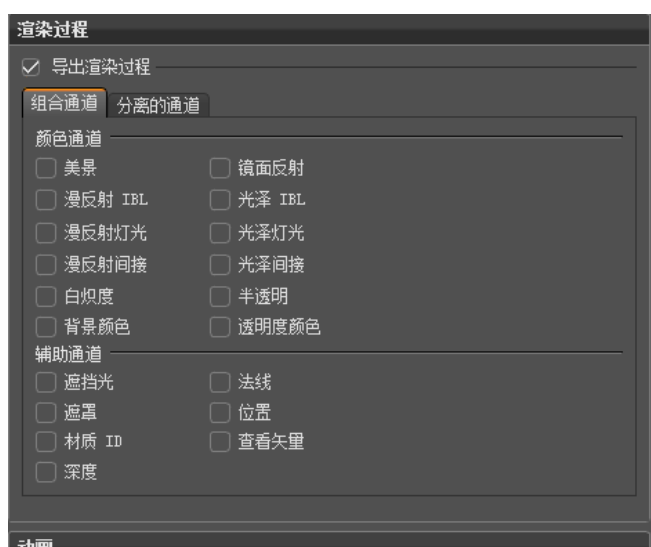 渲染过程
导出渲染过程
组合通道 分离的通道
颜色通道
美景 镜面反射
漫反射 IBL 光泽 IBL
漫反射灯光 光泽灯光
漫反射间接 光泽间接
白炽度 半透明
背景颜色 透明度颜色
辅助通道
遮挡光 法线
遮罩 位置
材质 ID 查看矢量
深度
动画